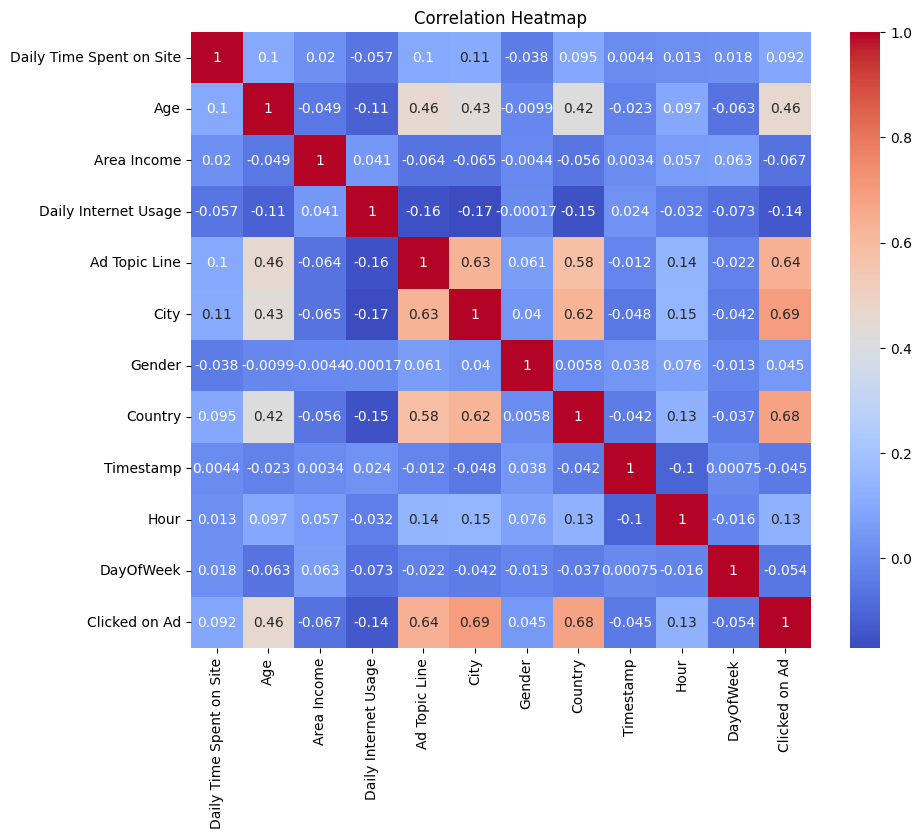 Correlation Heatmap
Daily Time Spent on Site 1 0.1 0.02 -0.057 0.1 0.11 -0.038 0.095 0.0044 0.013 0.018 0.092
Age 0.1 1 -0.049 -0.11 0.46 0.43 -0.0099 0.42 -0.023 0.097 -0.063 0.46
Area Income 0.02 -0.049 1 0.041 -0.064 -0.065 -0.0044 -0.056 0.0034 0.057 0.063 -0.067
Daily Internet Usage -0.057 -0.11 0.041 1 -0.16 -0.17 -0.00017 -0.15 0.024 -0.032 -0.073 -0.14
Ad Topic Line 0.1 0.46 -0.064 -0.16 1 0.63 0.061 0.58 -0.012 0.14 -0.022 0.64
City 0.11 0.43 -0.065 -0.17 0.63 1 0.04 0.62 -0.048 0.15 -0.042 0.69
Gender -0.038 -0.0099 -0.0044 -0.00017 0.061 0.04 1 0.0058 0.038 0.076 -0.013 0.045
Country 0.095 0.42 -0.056 -0.15 0.58 0.62 0.0058 1 -0.042 0.13 -0.037 0.68
Timestamp 0.0044 -0.023 0.0034 0.024 -0.012 -0.048 0.038 -0.042 1 -0.1 0.00075 -0.045
Hour 0.013 0.097 0.057 -0.032 0.14 0.15 0.076 0.13 -0.1 1 -0.016 0.13
DayOfWeek 0.018 -0.063 0.063 -0.073 -0.022 -0.042 -0.013 -0.037 0.00075 -0.016 1 -0.054
Clicked on Ad 0.092 0.46 -0.067 -0.14 0.64 0.69 0.045 0.68 -0.045 0.13 -0.054 1
Daily Time Spent on Site
Age
Area Income
Daily Internet Usage
Ad Topic Line
City
Gender
Country
Timestamp
Hour
DayOfWeek
Clicked on Ad
1.0
0.8
0.6
0.4
0.2
0.0